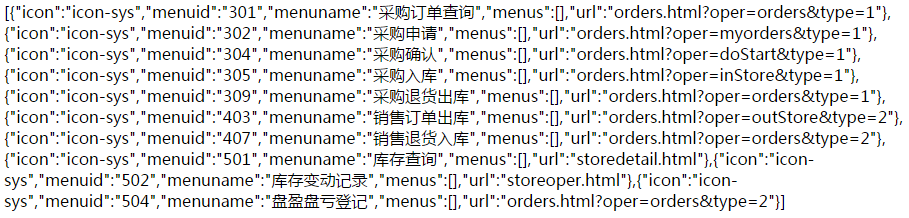 [{"icon":"icon-sys","menuid":"301","menuname":"采购订单查询","menus":[],"url":"orders.html?oper=orders&type=1"},
{"icon":"icon-sys","menuid":"302","menuname":"采购申请","menus":[],"url":"orders.html?oper=myorders&type=1"},
{"icon":"icon-sys","menuid":"304","menuname":"采购确认","menus":[],"url":"orders.html?oper=doStart&type=1"},
{"icon":"icon-sys","menuid":"305","menuname":"采购入库","menus":[],"url":"orders.html?oper=inStore&type=1"},
{"icon":"icon-sys","menuid":"309","menuname":"采购退货出库","menus":[],"url":"orders.html?oper=orders&type=1"},
{"icon":"icon-sys","menuid":"403","menuname":"销售订单出库","menus":[],"url":"orders.html?oper=outStore&type=2"},
{"icon":"icon-sys","menuid":"407","menuname":"销售退货入库","menus":[],"url":"orders.html?oper=orders&type=2"},
{"icon":"icon-sys","menuid":"501","menuname":"库存查询","menus":[],"url":"storedetail.html"},{"icon":"icon-
sys","menuid":"502","menuname":"库存变动记录","menus":[],"url":"storeoper.html"},{"icon":"icon-
sys","menuid":"504","menuname":"盘盈盘亏登记","menus":[],"url":"orders.html?oper=orders&type=2"}]